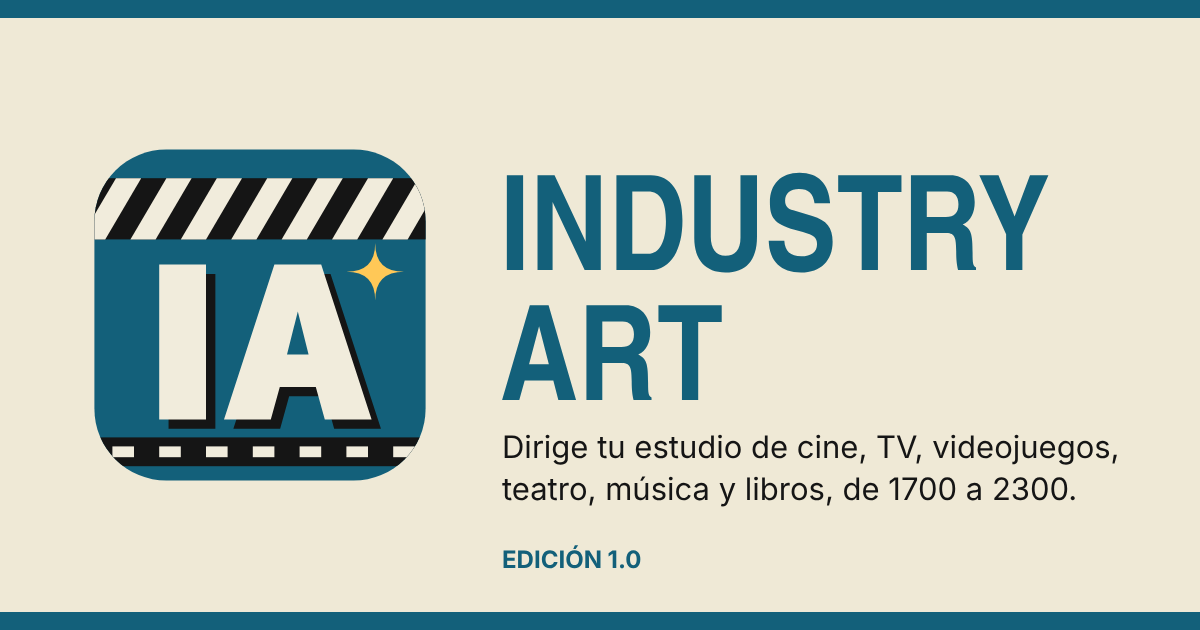 IA
INDUSTRY
ART
Dirige tu estudio de cine, TV, videojuegos,
teatro, música y libros, de 1700 a 2300.
EDICIÓN 1.0